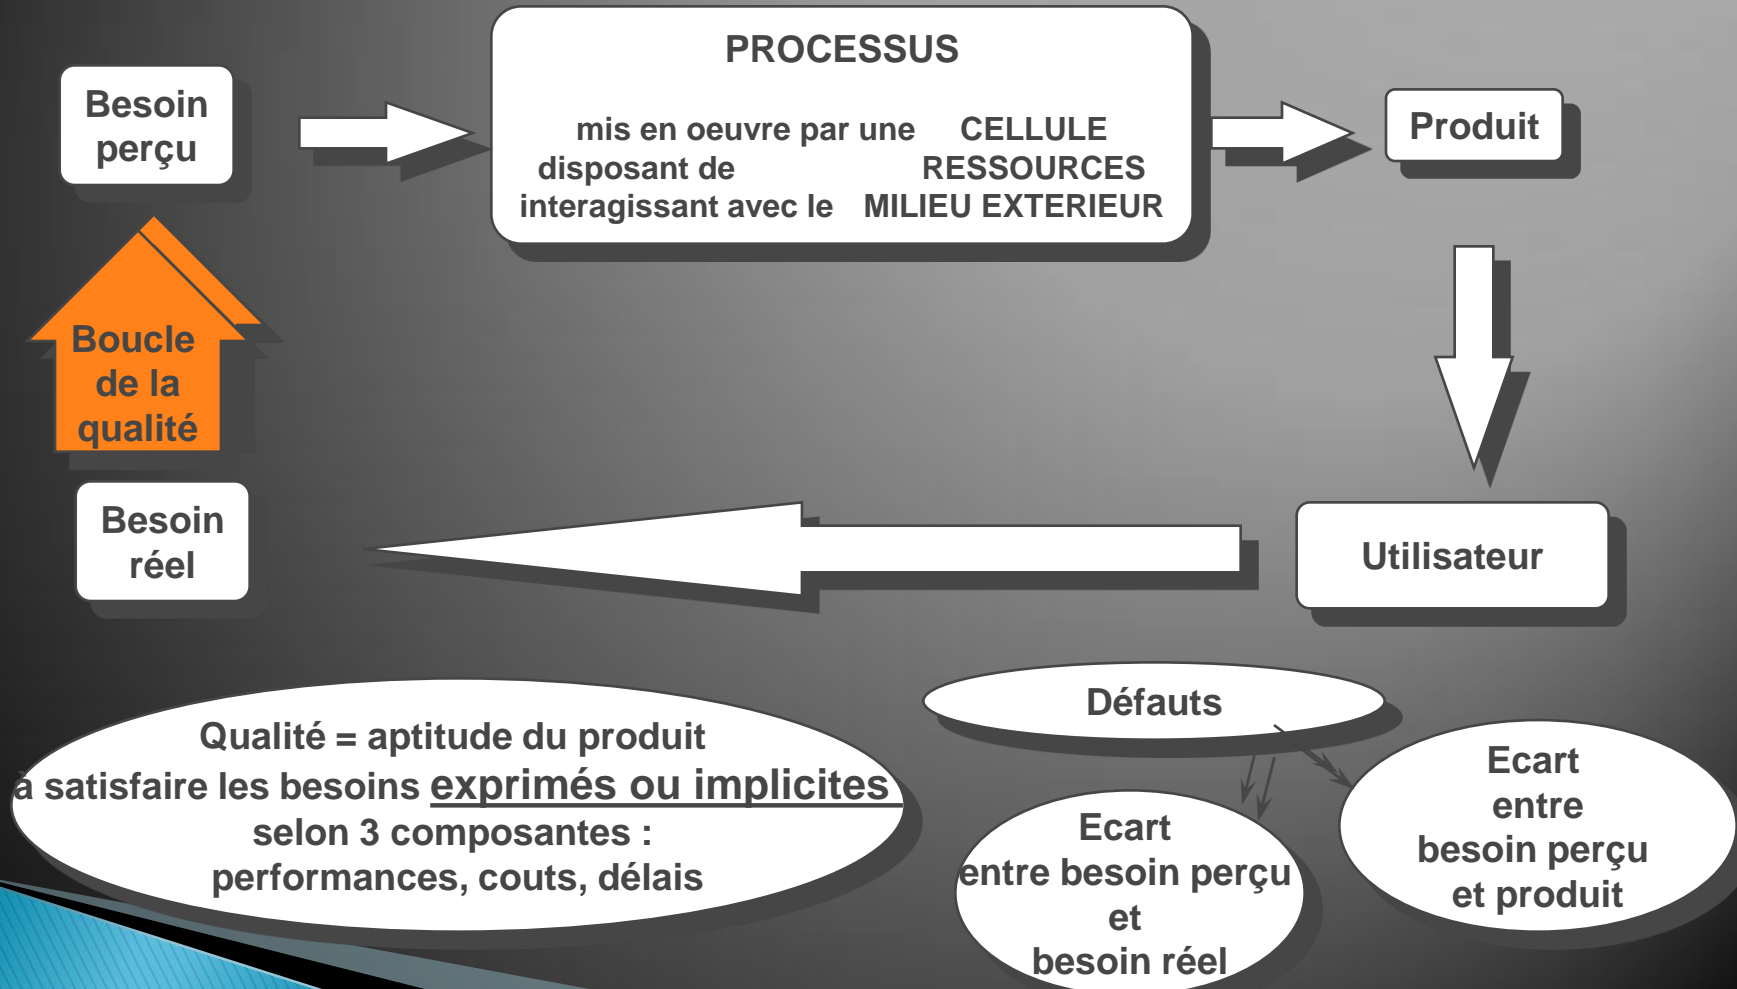 PROCESSUS
mis en oeuvre par une CELLULE
disposant de RESSOURCES
interagissant avec le MILIEU EXTERIEUR
Besoin
perçu
Produit
Boucle
de la
qualité
Besoin
réel
Utilisateur
Qualité = aptitude du produit
à satisfaire les besoins exprimés ou implicites
selon 3 composantes :
performances, couts, délais
Défauts
Ecart
entre besoin perçu
et
besoin réel
Ecart
entre
besoin perçu
et produit